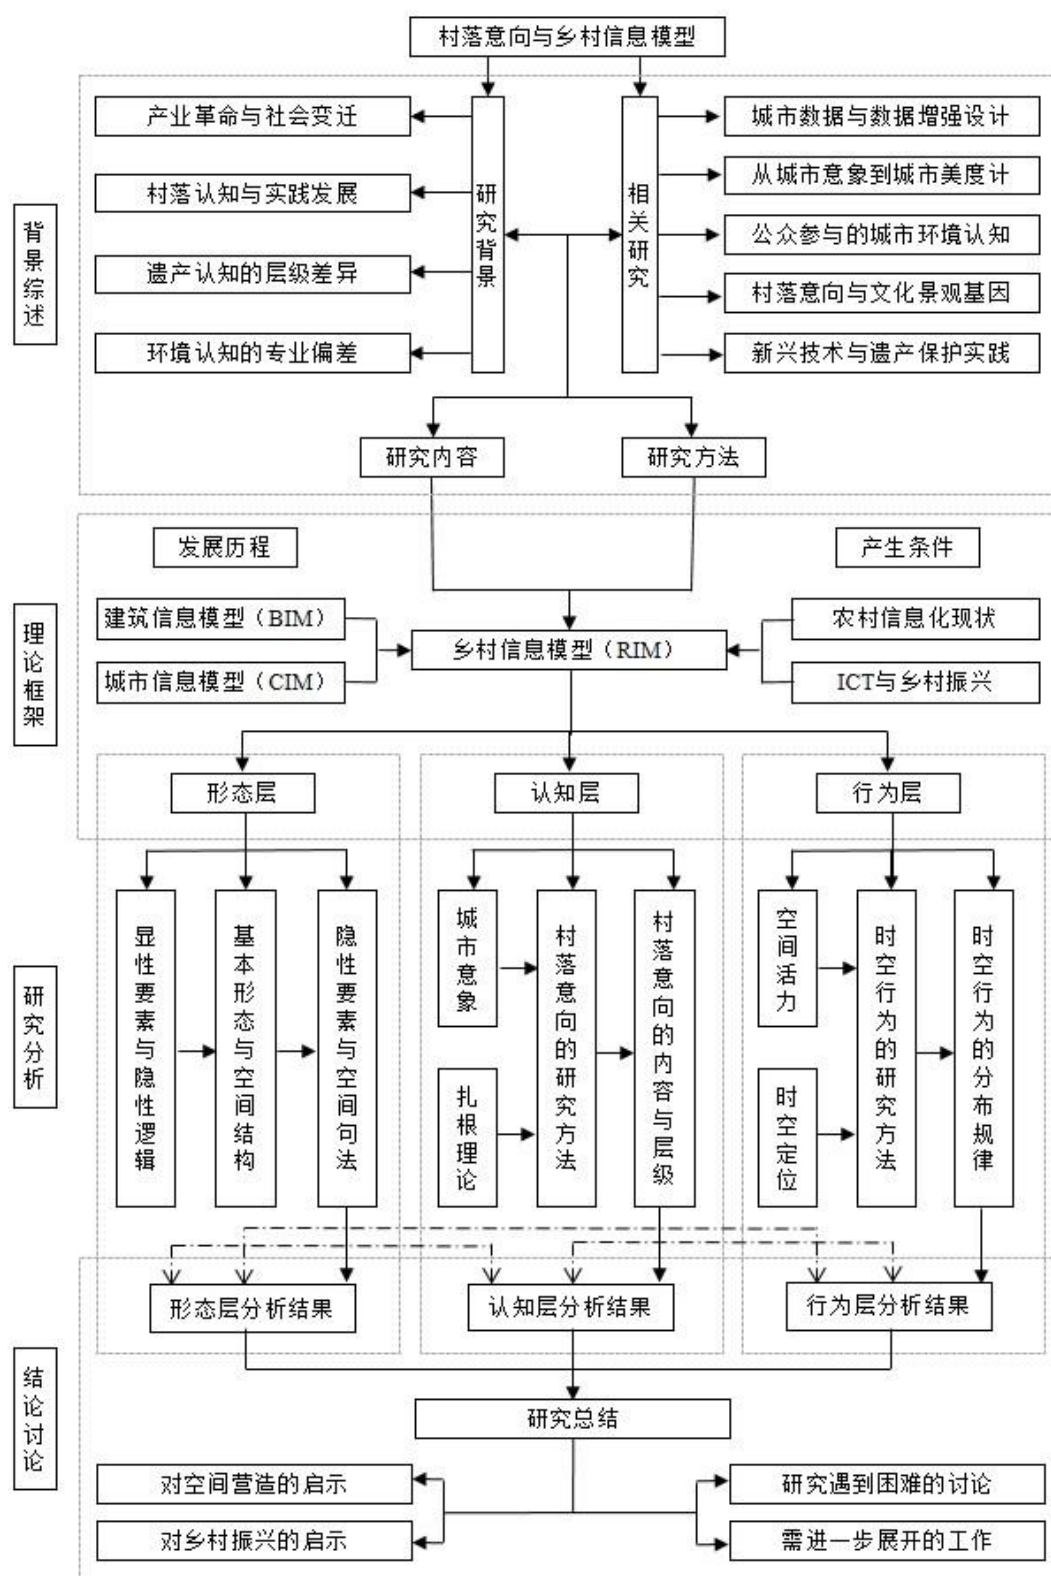 村落意向与乡村信息模型
背景综述
产业革命与社会变迁
村落认知与实践发展
遗产认知的层级差异
环境认知的专业偏差
研究背景
相关研究
城市数据与数据增强设计
从城市意象到城市美度计
公众参与的城市环境认知
村落意向与文化景观基因
新兴技术与遗产保护实践
研究内容
研究方法
理论框架
发展历程
产生条件
建筑信息模型（BIM）
城市信息模型（CIM）
乡村信息模型（RIM）
农村信息化现状
ICT与乡村振兴
形态层
认知层
行为层
研究分析
显性要素与隐性逻辑
基本形态与空间结构
隐性要素与空间句法
城市意象
扎根理论
村落意向的研究方法
村落意向的内容与层级
空间活力
时空定位
时空行为的研究方法
时空行为的分布规律
形态层分析结果
认知层分析结果
行为层分析结果
结论讨论
研究总结
对空间营造的启示
对乡村振兴的启示
研究遇到困难的讨论
需进一步展开的工作